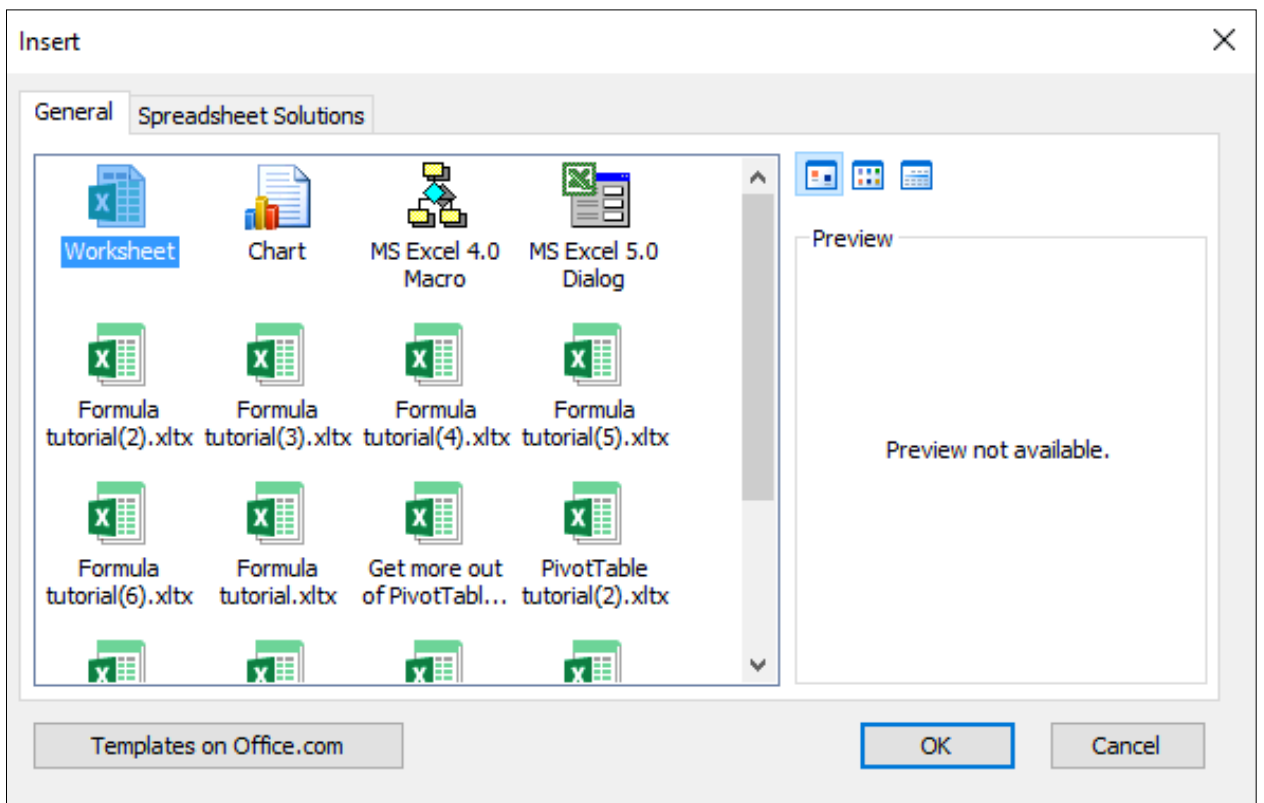 Insert
General Spreadsheet Solutions
Worksheet Chart MS Excel 4.0 MS Excel 5.0
Macro Dialog
Preview
Formula Formula Formula Formula
tutorial(2).xltx tutorial(3).xltx tutorial(4).xltx tutorial(5).xltx
Preview not available.
Formula Formula Get more out PivotTable
tutorial(6).xltx tutorial.xltx of PivotTabl... tutorial(2).xltx
Templates on Office.com OK Cancel